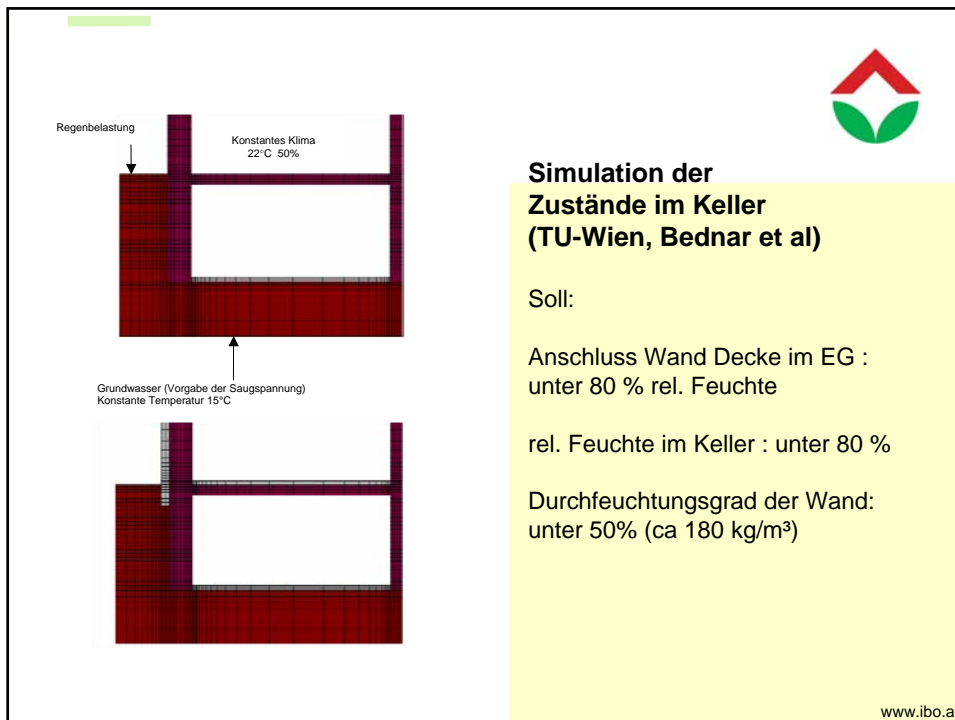 Regenbelastung
Konstantes Klima
22°C 50%
Grundwasser (Vorgabe der Saugspannung)
Konstante Temperatur 15°C
Simulation der
Zustände im Keller
(TU-Wien, Bednar et al)
Soll:
Anschluss Wand Decke im EG :
unter 80 % rel. Feuchte
rel. Feuchte im Keller : unter 80 %
Durchfeuchtungsgrad der Wand:
unter 50% (ca 180 kg/m³)
www.ibo.a